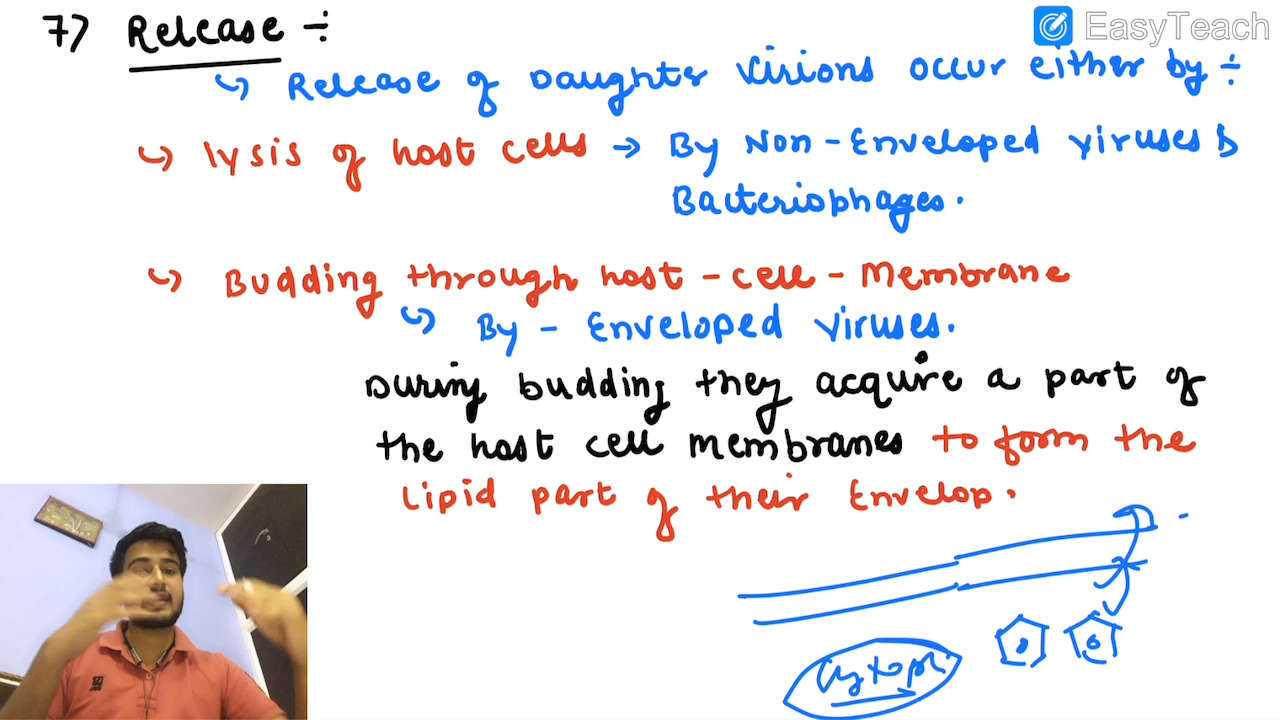 7) Release ÷
EasyTeach
↳ Release of Daughter Virions occur either by ÷
↳ lysis of host cells → By Non-Enveloped viruses &
Bacteriophages.
↳ Budding through host-cell-Membrane
↳ By - Enveloped viruses.
During budding they acquire a part of
the host cell membranes to form the
Lipid part of their Envelop.